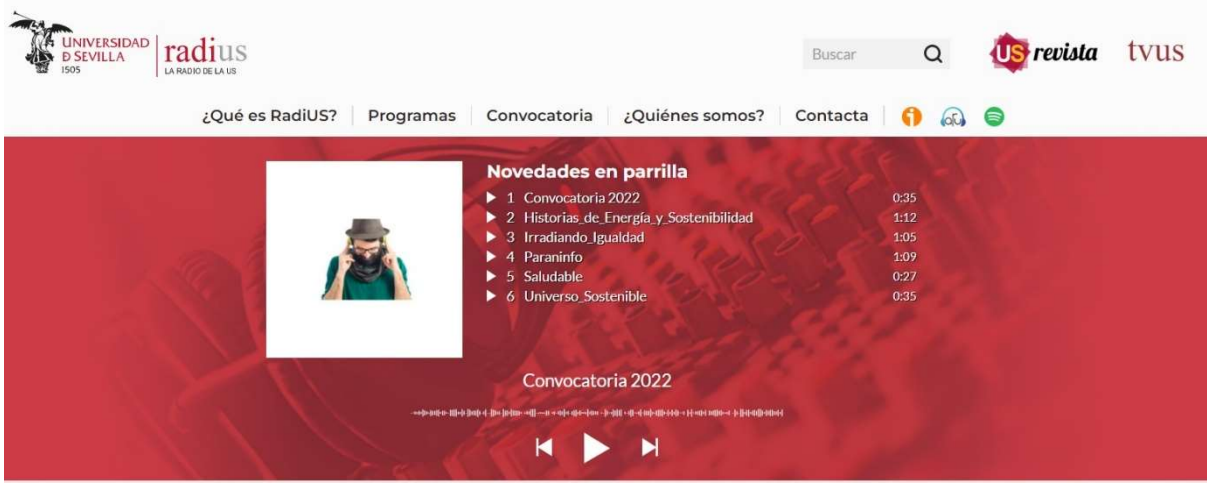 UNIVERSIDAD
D SEVILLA
1505
radius
LA RADIO DE LA US
Buscar
US revista
tvus
¿Qué es RadiUS?
Programas
Convocatoria
¿Quiénes somos?
Contacta
Novedades en parrilla
1 Convocatoria 2022 0:35
2 Historias_de_Energía_y_Sostenibilidad 1:12
3 Irradiando_Igualdad 1:05
4 Paraninfo 1:09
5 Saludable 0:27
6 Universo_Sostenible 0:35
Convocatoria 2022